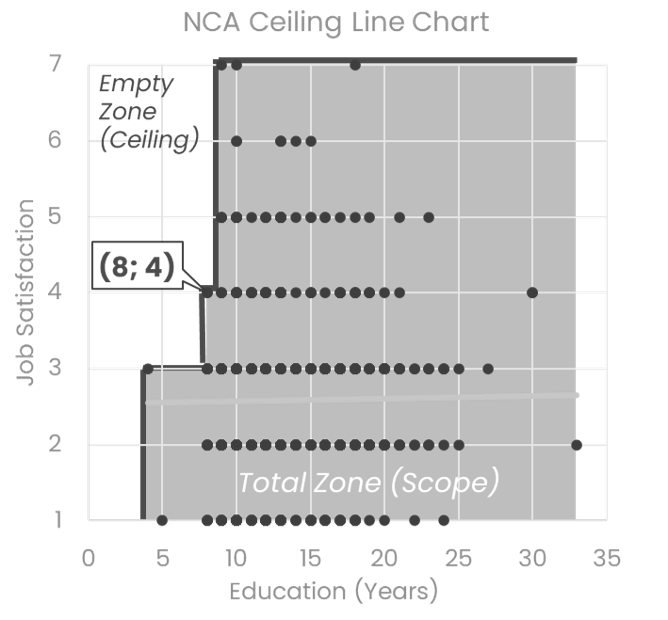 NCA Ceiling Line Chart
7
Empty
Zone
(Ceiling)
6
5
(8; 4)
4
3
2
Total Zone (Scope)
1
Job Satisfaction
0 5 10 15 20 25 30 35
Education (Years)